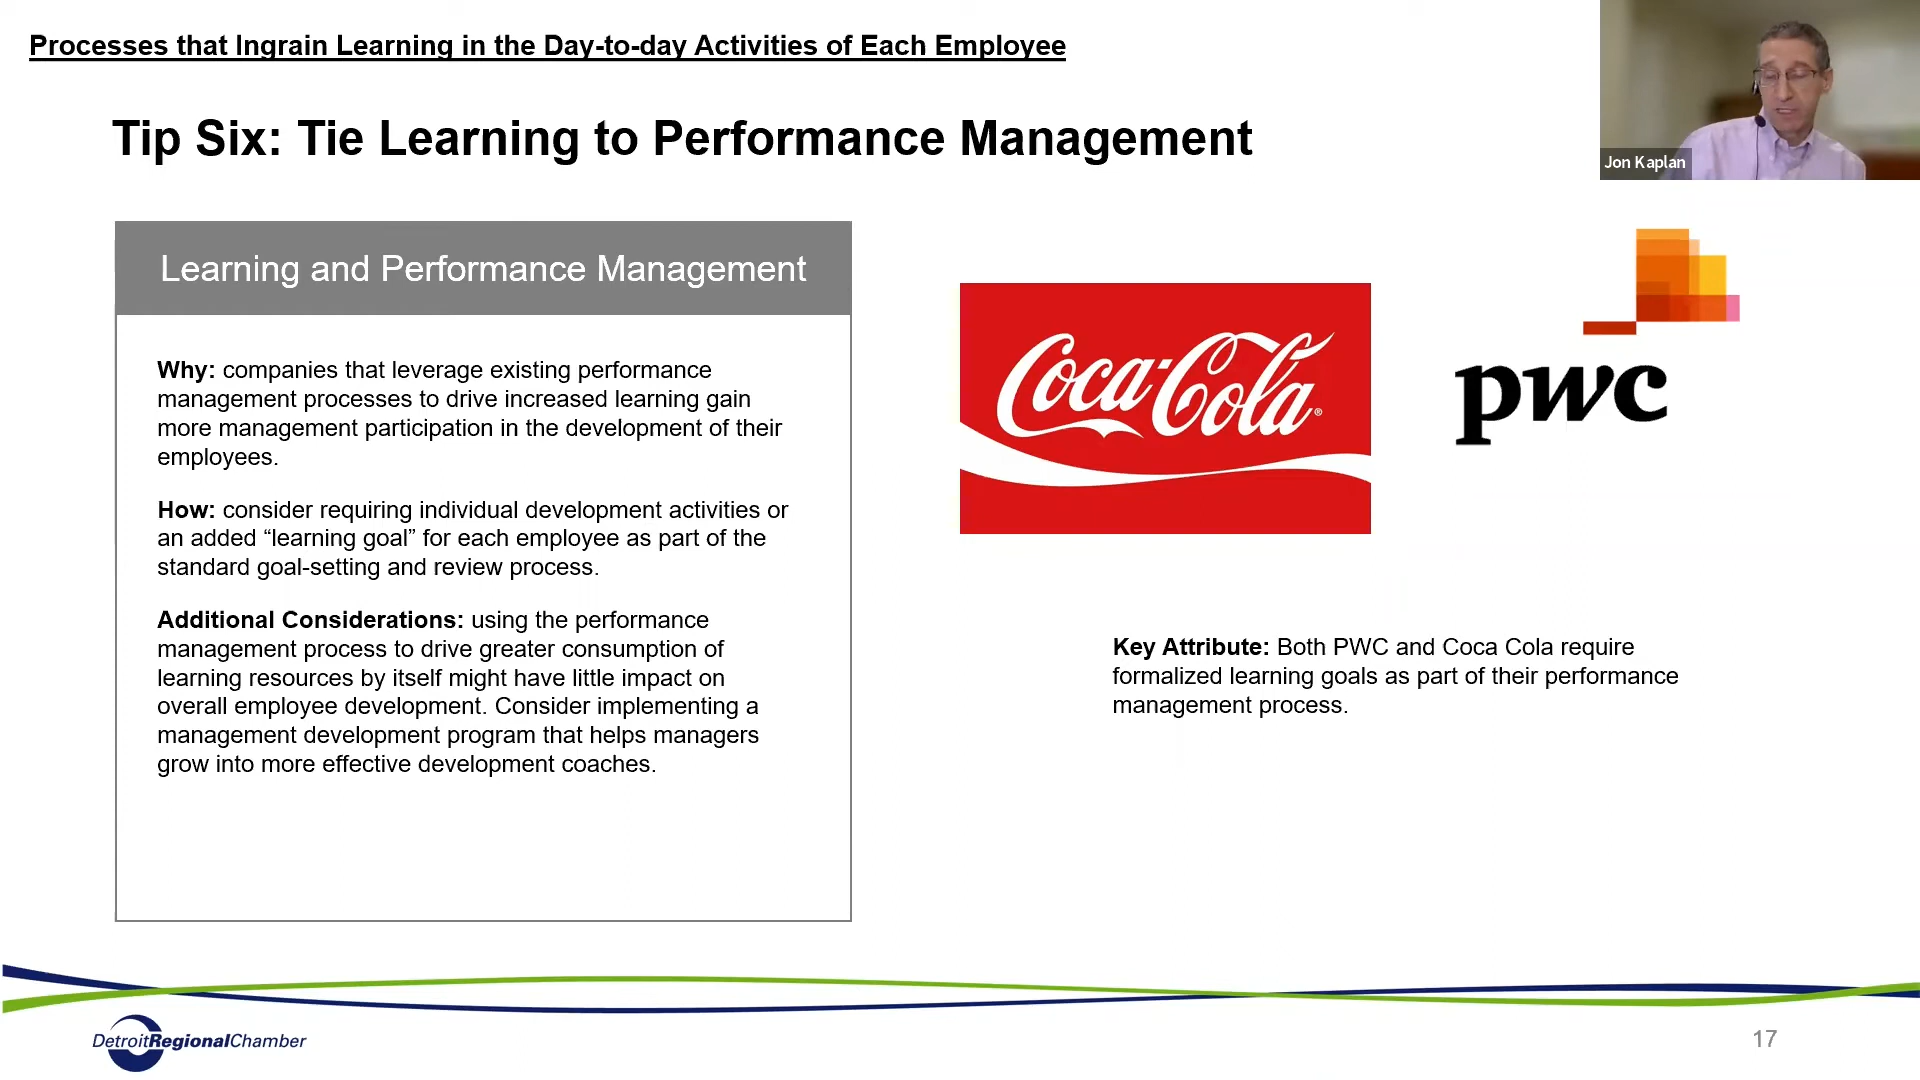 Processes that Ingrain Learning in the Day-to-day Activities of Each Employee
Jon Kaplan
Tip Six: Tie Learning to Performance Management
Learning and Performance Management
Why: companies that leverage existing performance
management processes to drive increased learning gain
more management participation in the development of their
employees.
How: consider requiring individual development activities or
an added “learning goal” for each employee as part of the
standard goal-setting and review process.
Additional Considerations: using the performance
management process to drive greater consumption of
learning resources by itself might have little impact on
overall employee development. Consider implementing a
management development program that helps managers
grow into more effective development coaches.
Coca-Cola®
pwc
Key Attribute: Both PWC and Coca Cola require
formalized learning goals as part of their performance
management process.
DetroitRegionalChamber
17